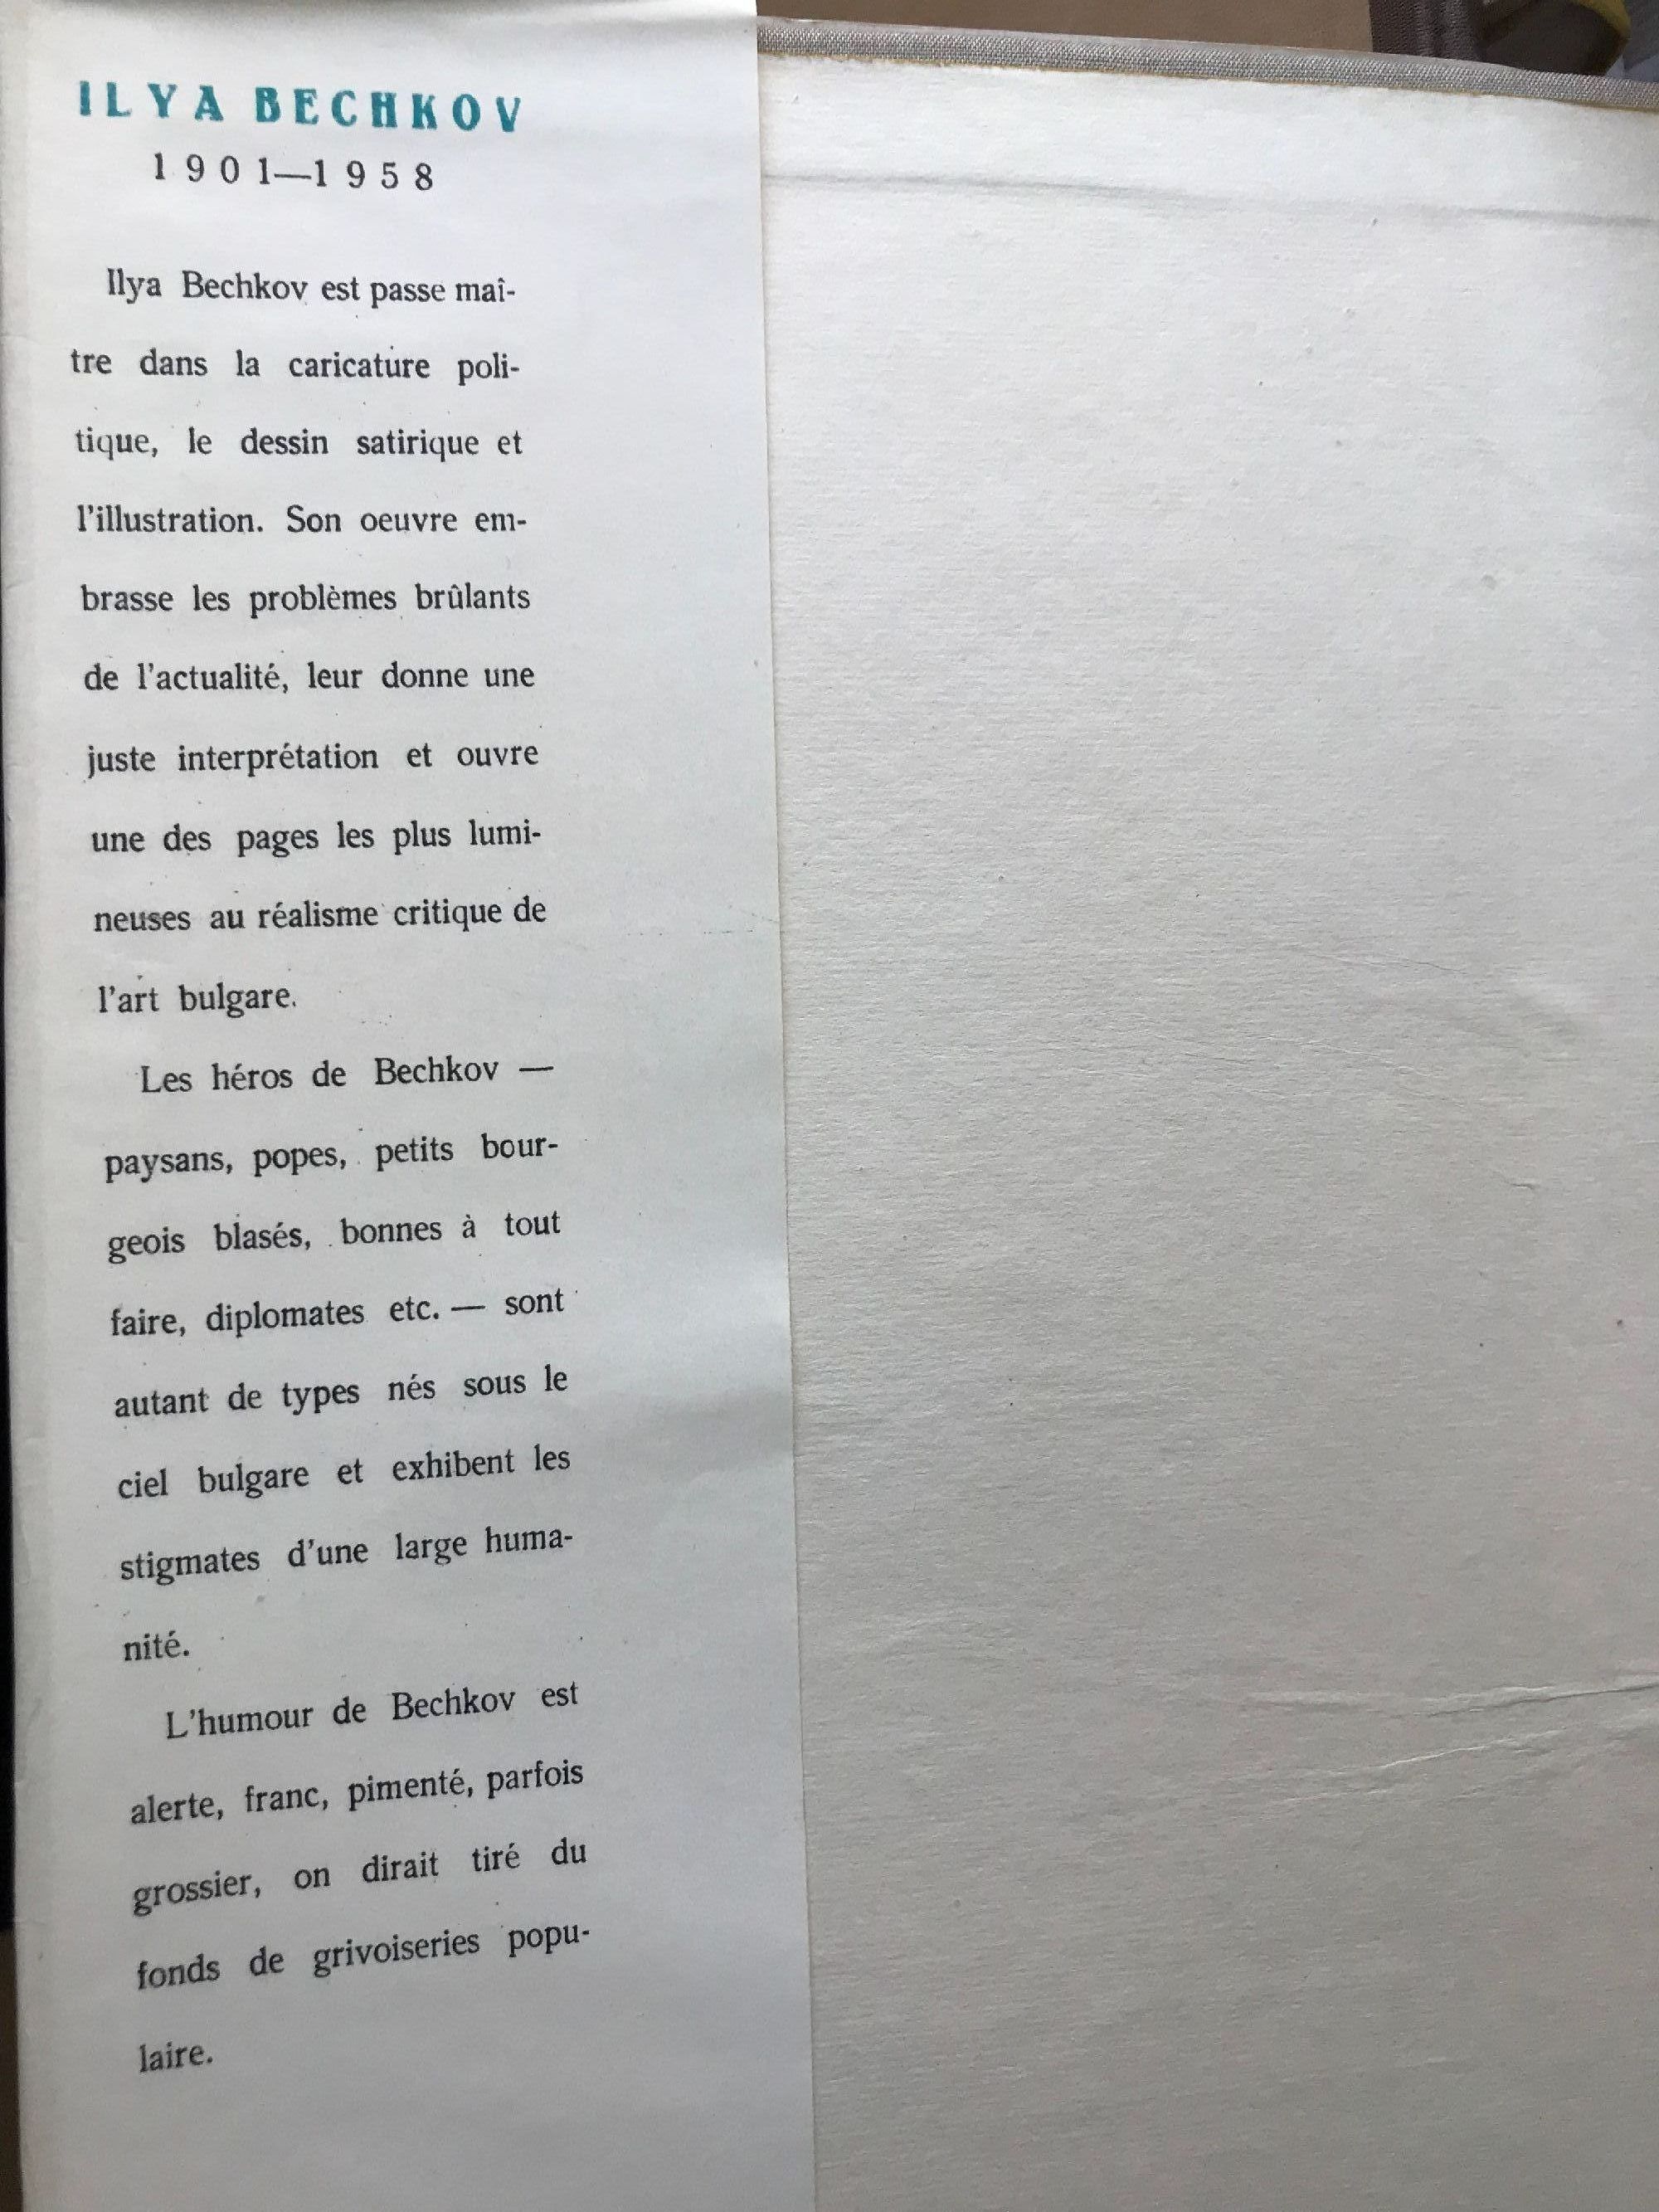 ILYA BECHKOV
1901—1958
Ilya Bechkov est passe maî-
tre dans la caricature poli-
tique, le dessin satirique et
l'illustration. Son oeuvre em-
brasse les problèmes brûlants
de l'actualité, leur donne une
juste interprétation et ouvre
une des pages les plus lumi-
neuses au réalisme critique de
l'art bulgare.
Les héros de Bechkov —
paysans, popes, petits bour-
geois blasés, bonnes à tout
faire, diplomates etc. — sont
autant de types nés sous le
ciel bulgare et exhibent les
stigmates d'une large huma-
nité.
L'humour de Bechkov est
alerte, franc, pimenté, parfois
grossier, on dirait tiré du
fonds de grivoiseries popu-
laire.